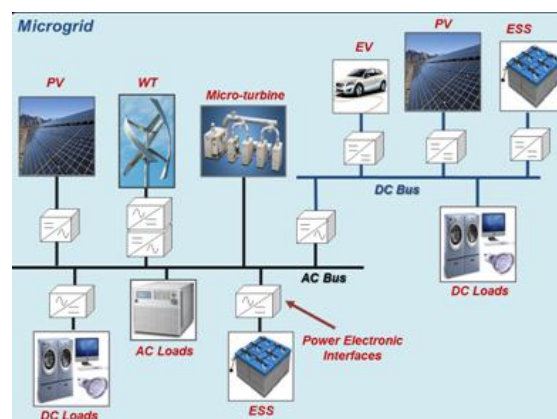 Microgrid
PV
WT
Micro-turbine
EV
PV
ESS
DC Bus
AC Bus
DC Loads
AC Loads
Power Electronic
Interfaces
DC Loads
ESS